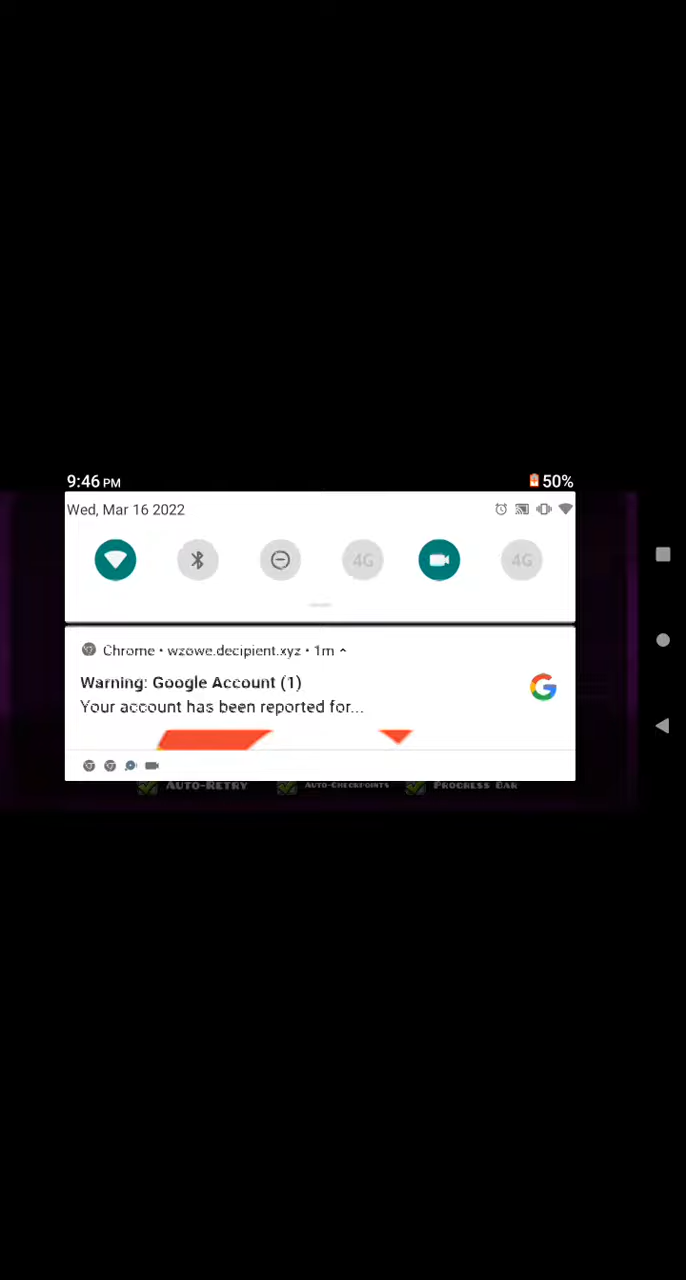 9:46 PM 50%
Wed, Mar 16 2022
4G 4G
Chrome • wzowe.decipient.xyz • 1m
Warning: Google Account (1)
Your account has been reported for...
Auto-Retry Auto-Checkpoints Progress Bar